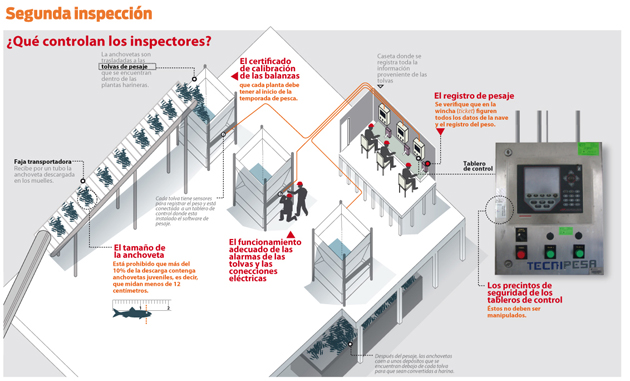 Segunda inspección
¿Qué controlan los inspectores?
La anchovetas son
trasladadas a las
tolvas de pesaje
que se encuentran
dentro de las
plantas harineras.
El certificado
de calibración
de las balanzas
que cada planta debe
tener al inicio de la
temporada de pesca.
Caseta donde se
registra toda la
información
proveniente de las
tolvas
El registro de pesaje
Se verifique que en la
wincha (ticket) figuren
todos los datos de la nave
y el registro del peso.
Tablero
de control
Faja transportadora
Recibe por un tubo la
anchoveta descargada
en los muelles.
Cada tolva tiene sensores
para registrar el peso y está
conectada a un tablero de
control donde esta
instalado el software de
pesaje.
El tamaño de
la anchoveta
Está prohibido que más del
10% de la descarga contenga
anchovetas juveniles, es decir,
que midan menos de 12
centímetros.
El funcionamiento
adecuado de las
alarmas de las
tolvas y las
conecciones
eléctricas
TECNIPESA
Los precintos de
seguridad de los
tableros de control
Éstos no deben ser
manipulados.
Después del pesaje, las anchovetas
caen a unos depósitos que se
encuentran debajo de cada tolva
para que sean convertidas a harina.